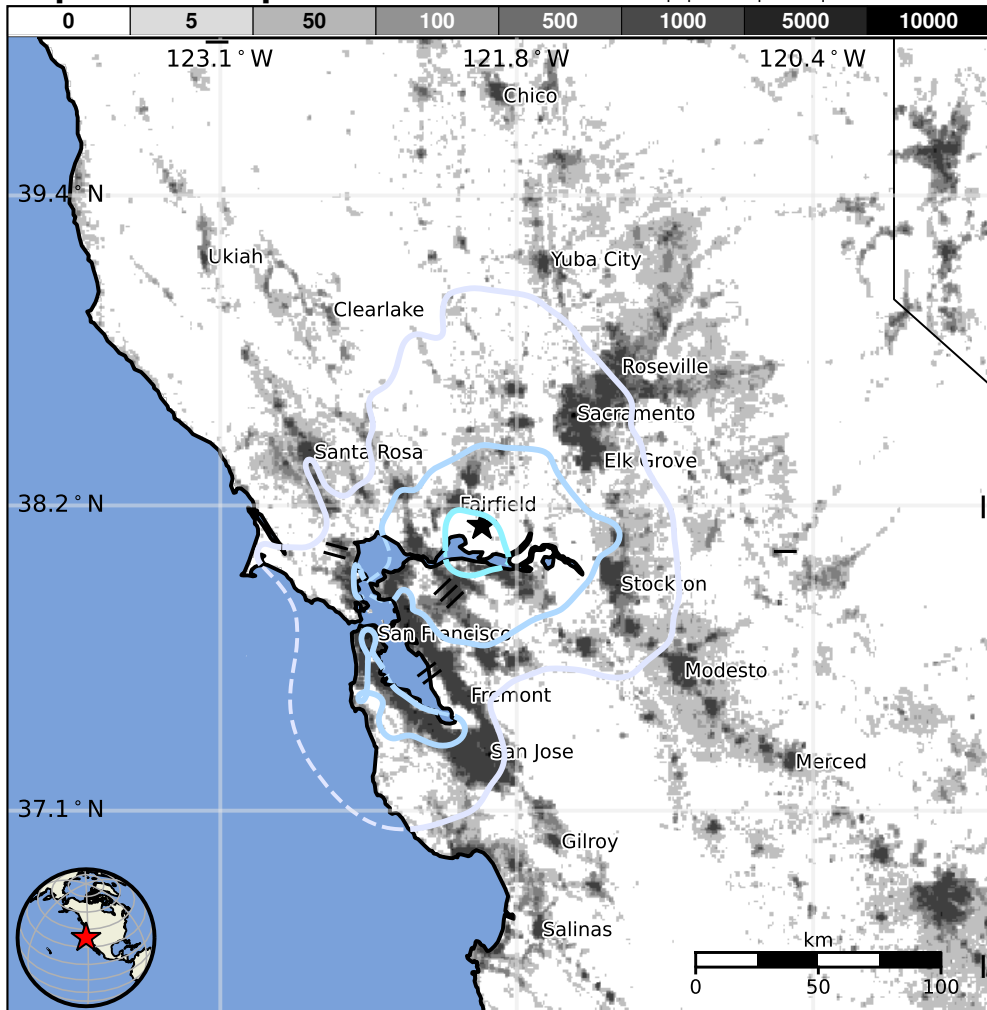 0 5 50 100 500 1000 5000 10000
123.1°W 121.8°W 120.4°W
Chico
39.4°N
Ukiah
Yuba City
Clearlake
Roseville
Sacramento
Santa Rosa
Elk Grove
38.2°N
Fairfield
Stockton
San Francisco
Modesto
Fremont
San Jose
Merced
37.1°N
Gilroy
Salinas
km
0 50 100